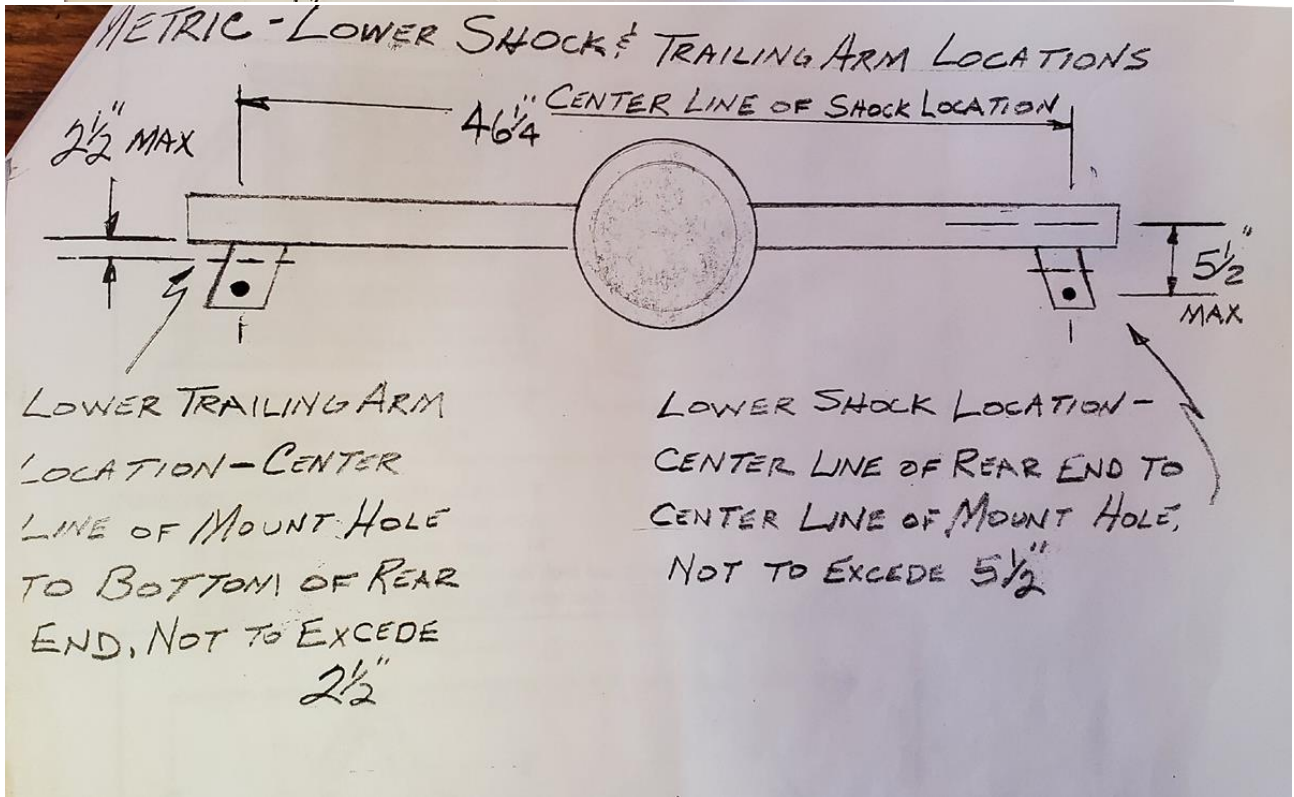 METRIC - LOWER SHOCK & TRAILING ARM LOCATIONS
CENTER LINE OF SHOCK LOCATION
46 1/4"
2 1/2" MAX
5 1/2"
MAX
LOWER TRAILING ARM
LOCATION - CENTER
LINE OF MOUNT HOLE
TO BOTTOM OF REAR
END, NOT TO EXCEDE
2 1/2"
LOWER SHOCK LOCATION -
CENTER LINE OF REAR END TO
CENTER LINE OF MOUNT HOLE,
NOT TO EXCEDE 5 1/2"